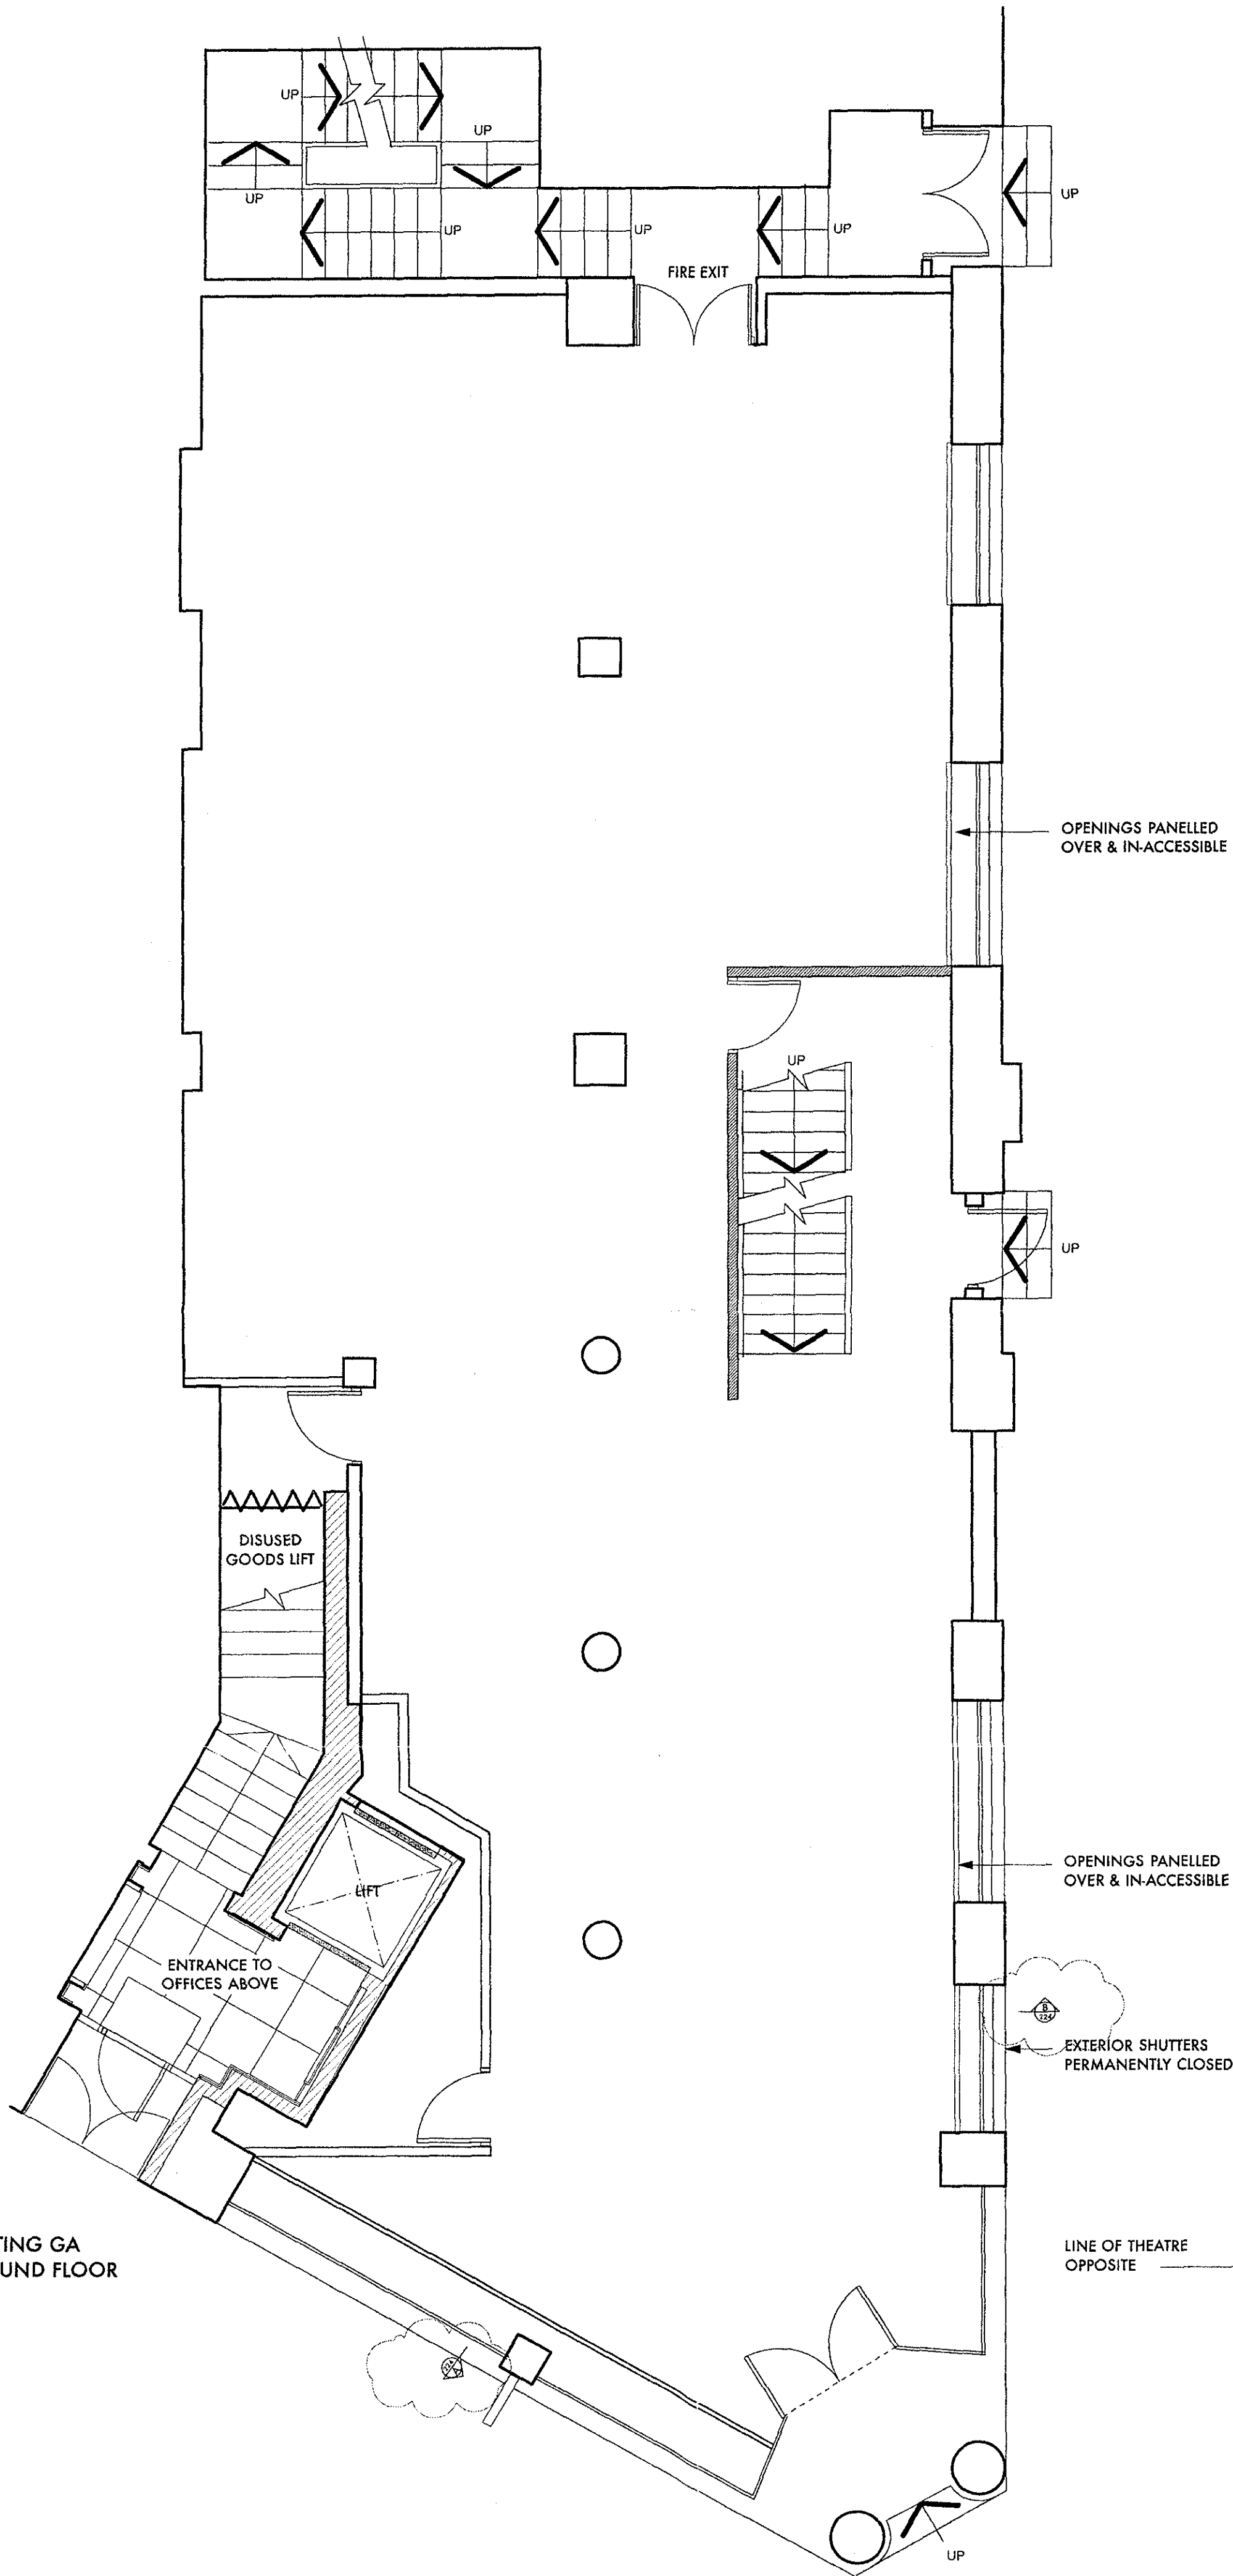 UP
UP
UP
UP
UP
UP
UP
FIRE EXIT
OPENINGS PANELLED
OVER & IN-ACCESSIBLE
UP
UP
DISUSED
GOODS LIFT
LIFT
OPENINGS PANELLED
OVER & IN-ACCESSIBLE
ENTRANCE TO
OFFICES ABOVE
B
224
EXTERIOR SHUTTERS
PERMANENTLY CLOSED
TING GA
UND FLOOR
LINE OF THEATRE
OPPOSITE
A
224
UP